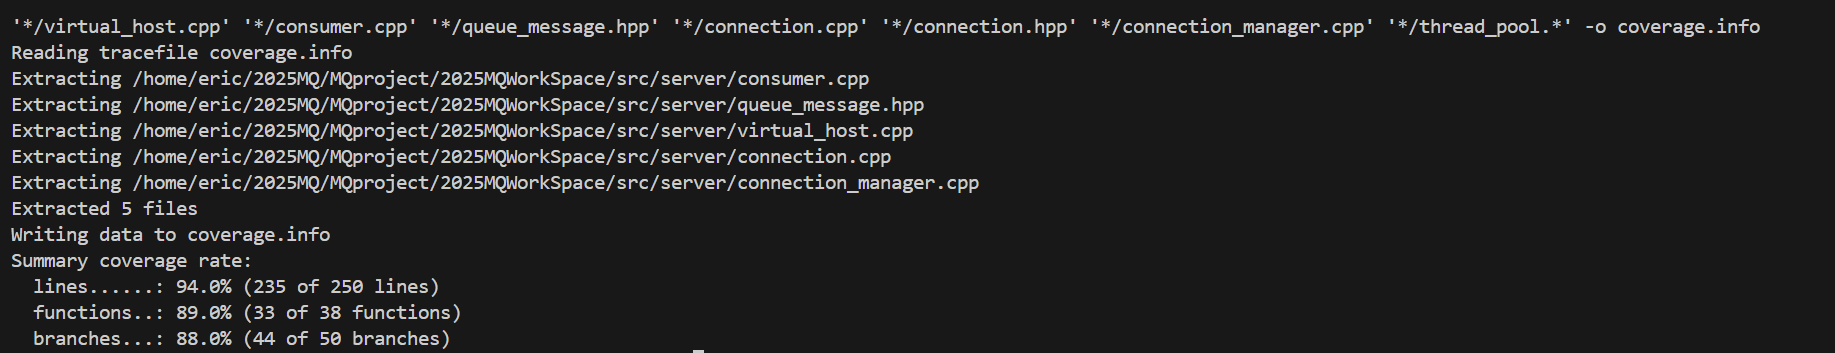 '*/virtual_host.cpp' '*/consumer.cpp' '*/queue_message.hpp' '*/connection.cpp' '*/connection.hpp' '*/connection_manager.cpp' '*/thread_pool.*' -o coverage.info
Reading tracefile coverage.info
Extracting /home/eric/2025MQ/MQproject/2025MQWorkSpace/src/server/consumer.cpp
Extracting /home/eric/2025MQ/MQproject/2025MQWorkSpace/src/server/queue_message.hpp
Extracting /home/eric/2025MQ/MQproject/2025MQWorkSpace/src/server/virtual_host.cpp
Extracting /home/eric/2025MQ/MQproject/2025MQWorkSpace/src/server/connection.cpp
Extracting /home/eric/2025MQ/MQproject/2025MQWorkSpace/src/server/connection_manager.cpp
Extracted 5 files
Writing data to coverage.info
Summary coverage rate:
  lines......: 94.0% (235 of 250 lines)
  functions..: 89.0% (33 of 38 functions)
  branches...: 88.0% (44 of 50 branches)